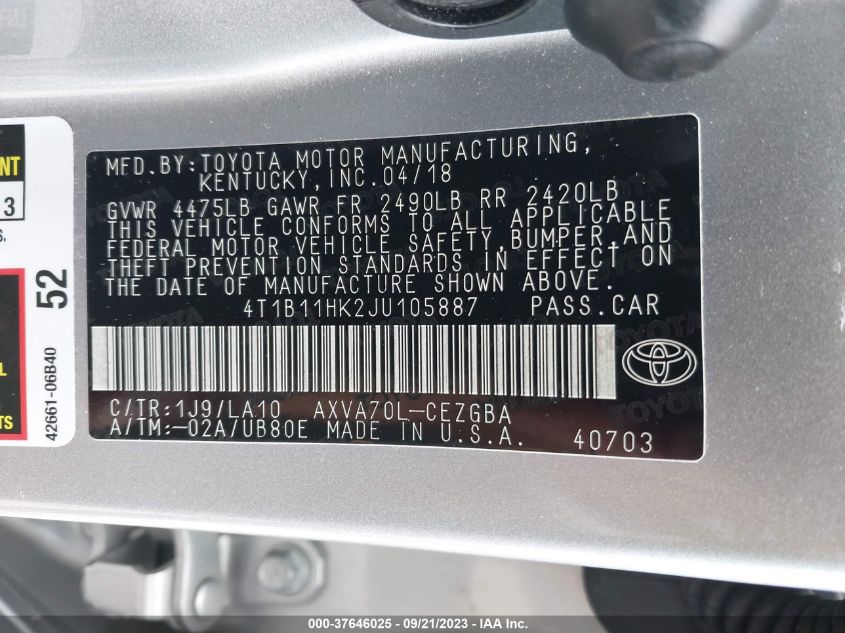 NT
3
S.
52
42661-06B40
L
TS
MFD.BY:TOYOTA MOTOR MANUFACTURING,
KENTUCKY,INC.04/18
GVWR 4475LB GAWR FR 2490LB RR 2420LB
THIS VEHICLE CONFORMS TO ALL APPLICABLE
FEDERAL MOTOR VEHICLE SAFETY,BUMPER,AND
THEFT PREVENTION STANDARDS IN EFFECT ON
THE DATE OF MANUFACTURE SHOWN ABOVE.
4T1B11HK2JU105887 PASS.CAR
C/TR:1J9/LA10 AXVA70L-CEZGBA
A/TM:-02A/UB80E MADE IN U.S.A. 40703
000-37646025 - 09/21/2023 - IAA Inc.